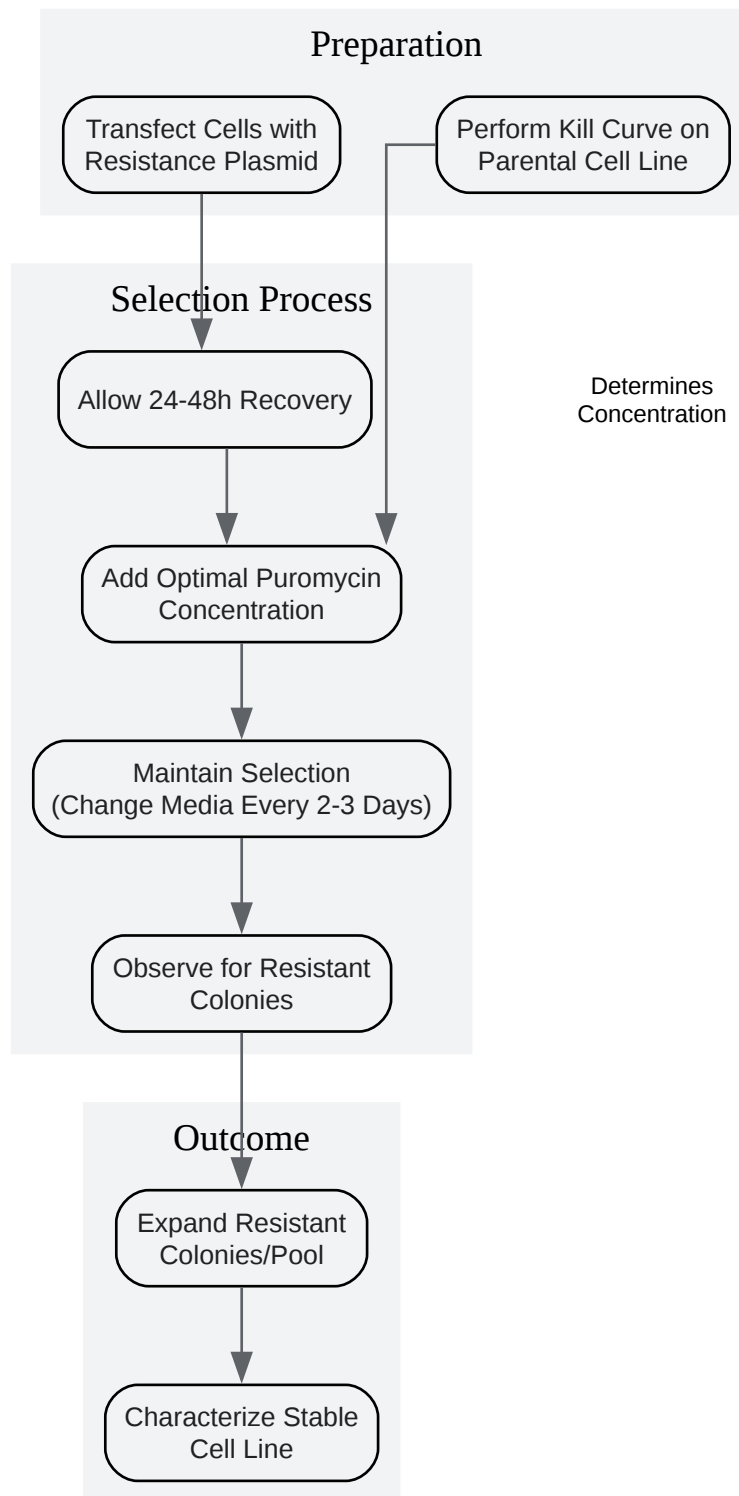 Preparation
Transfect Cells with
Resistance Plasmid
Perform Kill Curve on
Parental Cell Line
Selection Process
Allow 24-48h Recovery
Determines
Concentration
Add Optimal Puromycin
Concentration
Maintain Selection
(Change Media Every 2-3 Days)
Observe for Resistant
Colonies
Outcome
Expand Resistant
Colonies/Pool
Characterize Stable
Cell Line